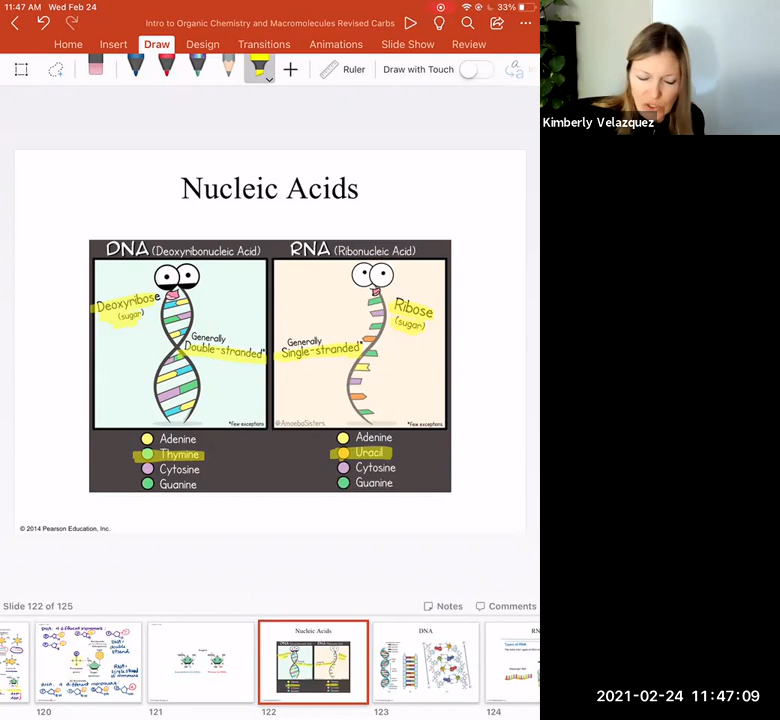 11:47 AM Wed Feb 24
33%
Intro to Organic Chemistry and Macromolecules Revised Carbs
Home Insert Draw Design Transitions Animations Slide Show Review
Ruler
Draw with Touch
Kimberly Velazquez
Nucleic Acids
DNA (Deoxyribonucleic Acid)
RNA (Ribonucleic Acid)
Deoxyribose
(sugar)
Generally
Double-stranded*
*Few exceptions
Ribose
(sugar)
Generally
Single-stranded*
@AmoebaSisters
*Few exceptions
Adenine
Thymine
Cytosine
Guanine
Adenine
Uracil
Cytosine
Guanine
© 2014 Pearson Education, Inc.
Slide 122 of 125
Notes
Comments
Nucleic Acids
DNA
120
121
122
123
124
2021-02-24 11:47:09